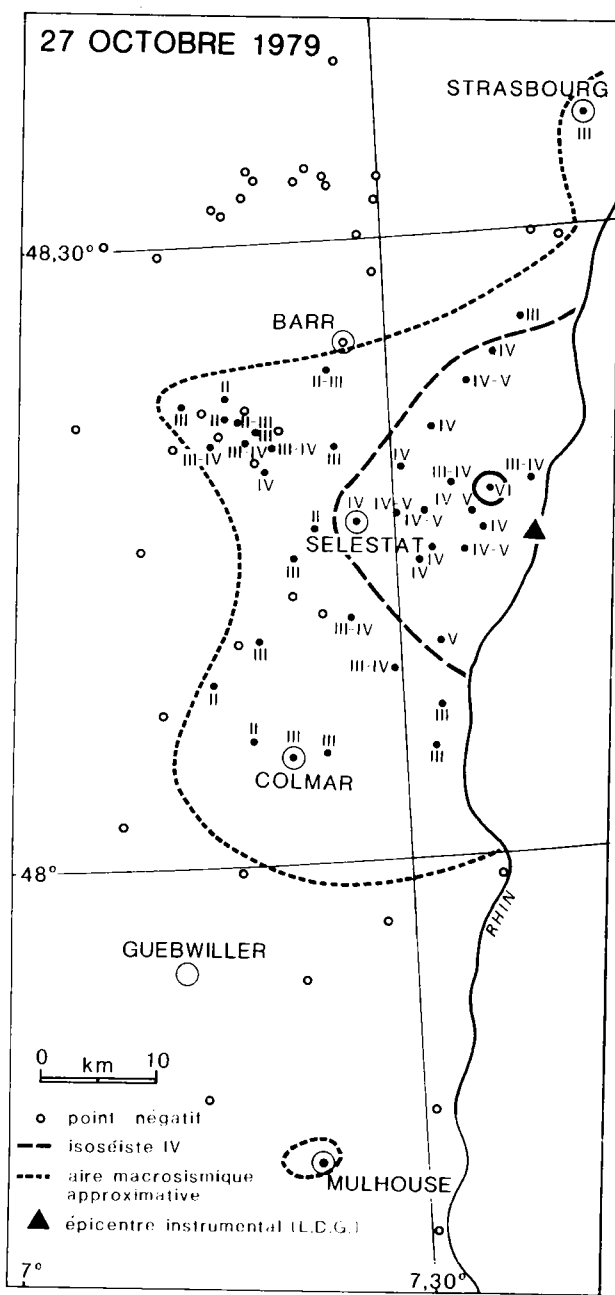 27 OCTOBRE 1979
STRASBOURG
III
48,30°
BARR
III
IV
II-III
IV-V
II
III
II
II-III
III
IV
III-IV
III-IV
III-IV
III
IV
III-IV
III-IV
VI
IV
IV
IV-V
IV-V
IV-V
II
IV
SELESTAT
IV
IV-V
IV
III
III-IV
V
III
III-IV
II
III
II
III
III
III
COLMAR
48°
RHIN
GUEBWILLER
0 km 10
point négatif
isoséiste IV
aire macrosismique
approximative
MULHOUSE
épicentre instrumental (L.D.G.)
7°
7,30°